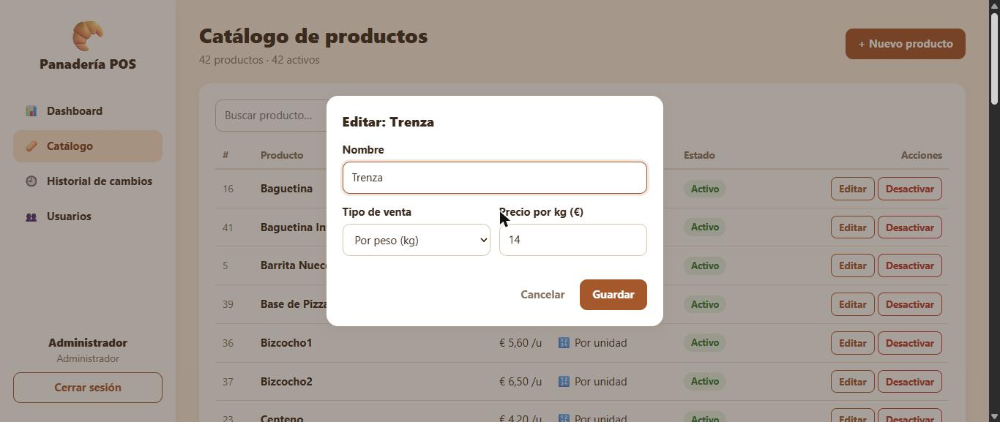 Panadería POS
Dashboard
Catálogo
Historial de cambios
Usuarios
Administrador
Administrador
Cerrar sesión
Catálogo de productos
42 productos · 42 activos
+ Nuevo producto
Buscar producto...
# Producto Estado Acciones
16 Baguetina Activo Editar Desactivar
41 Baguetina In Activo Editar Desactivar
5 Barrita Nuec Activo Editar Desactivar
39 Base de Pizza Activo Editar Desactivar
36 Bizcocho1 € 5,60 /u Por unidad Activo Editar Desactivar
37 Bizcocho2 € 6,50 /u Por unidad Activo Editar Desactivar
23 Centeno € 4,20 /u Por unidad Activo Editar Desactivar
Editar: Trenza
Nombre
Trenza
Tipo de venta Precio por kg (€)
Por peso (kg) 14
Cancelar Guardar